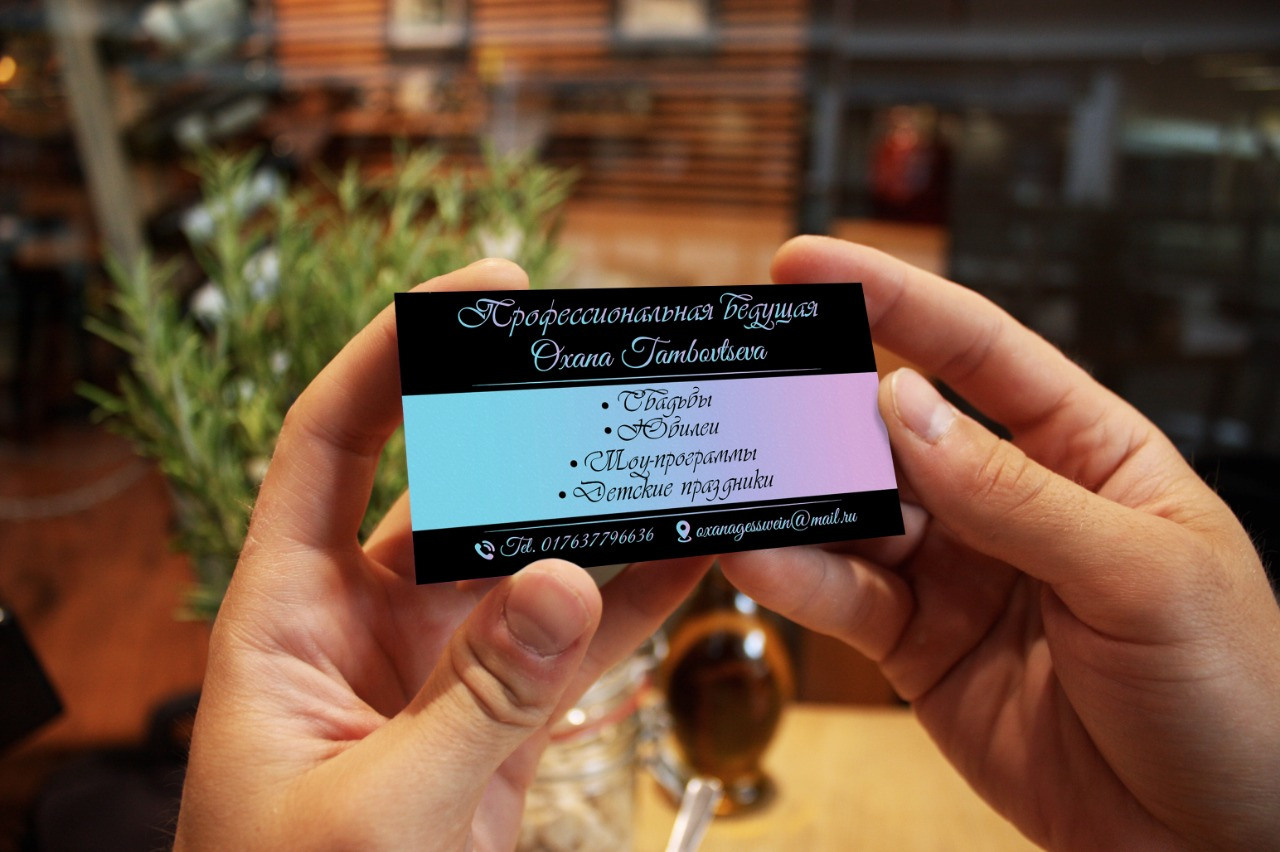 Профессиональная ведущая
Oxana Tambovtseva
• Свадьбы
• Юбилеи
• Шоу-программы
• Детские праздники
Tel. 017637796636 oxanagesswein@mail.ru